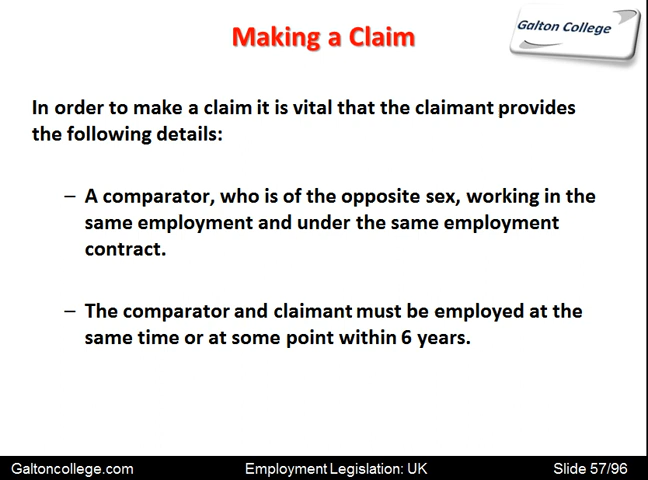 Making a Claim
Galton College
In order to make a claim it is vital that the claimant provides
the following details:
– A comparator, who is of the opposite sex, working in the
same employment and under the same employment
contract.
– The comparator and claimant must be employed at the
same time or at some point within 6 years.
Galtoncollege.com Employment Legislation: UK Slide 57/96